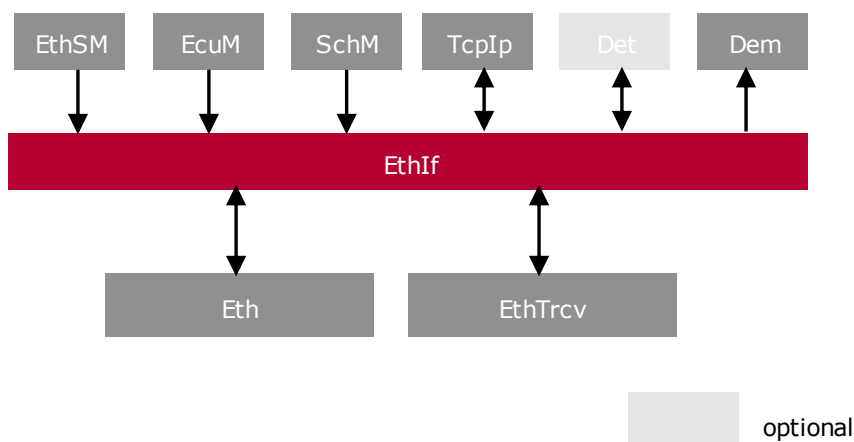 EthSM EcuM SchM TcpIp Det Dem
EthIf
Eth EthTrcv
optional